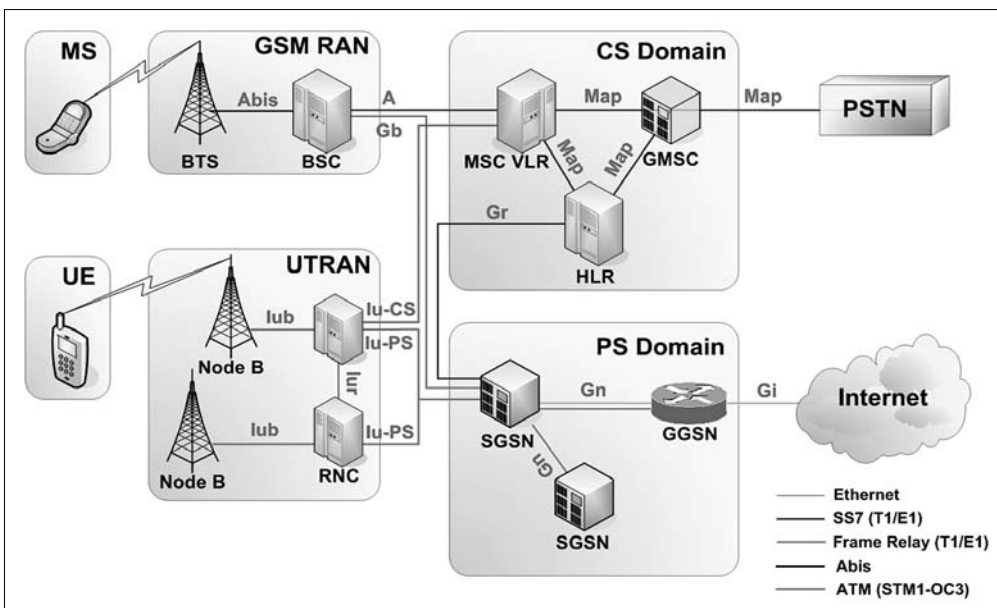 MS
GSM RAN
Abis
BTS
BSC
A
Gb
CS Domain
MSC VLR
Map
GMSC
Map
Map
Map
HLR
Gr
PSTN
UE
UTRAN
Node B
Iub
Iu-CS
Iu-PS
Iur
Node B
Iub
RNC
Iu-PS
PS Domain
SGSN
Gn
GGSN
Gi
Gn
SGSN
Internet
Ethernet
SS7 (T1/E1)
Frame Relay (T1/E1)
Abis
ATM (STM1-OC3)